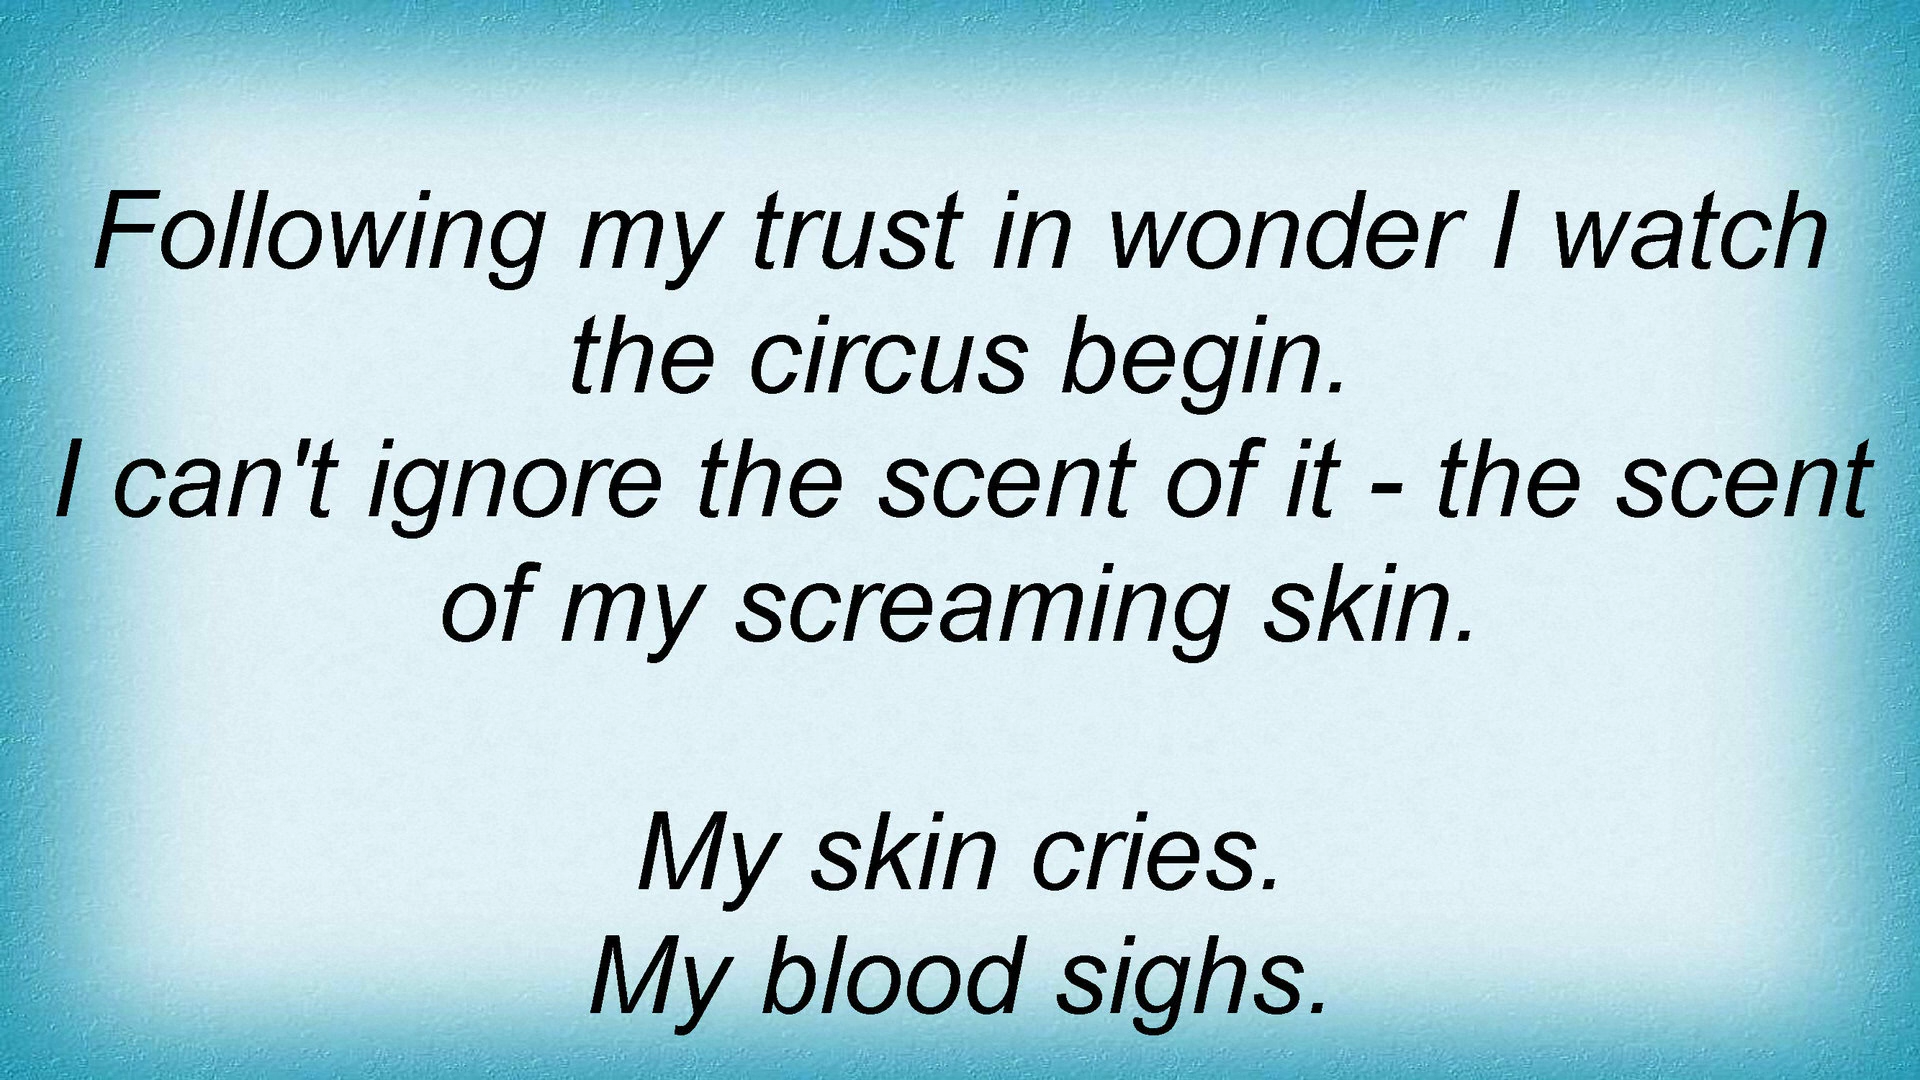 Following my trust in wonder I watch
the circus begin.
I can't ignore the scent of it - the scent
of my screaming skin.
My skin cries.
My blood sighs.